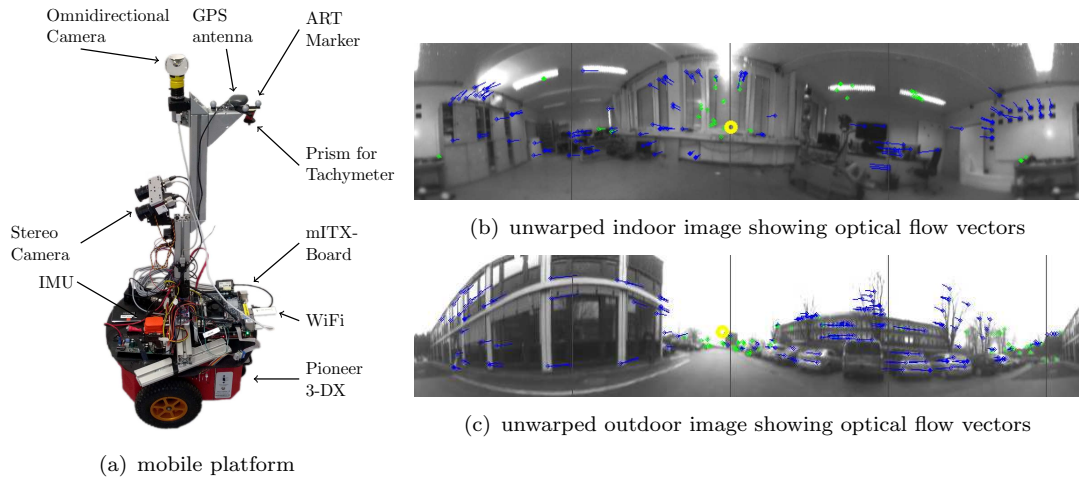 Omnidirectional
Camera
GPS
antenna
ART
Marker
Prism for
Tachymeter
Stereo
Camera
mITX-
Board
IMU
WiFi
Pioneer
3-DX
(a) mobile platform
(b) unwarped indoor image showing optical flow vectors
(c) unwarped outdoor image showing optical flow vectors